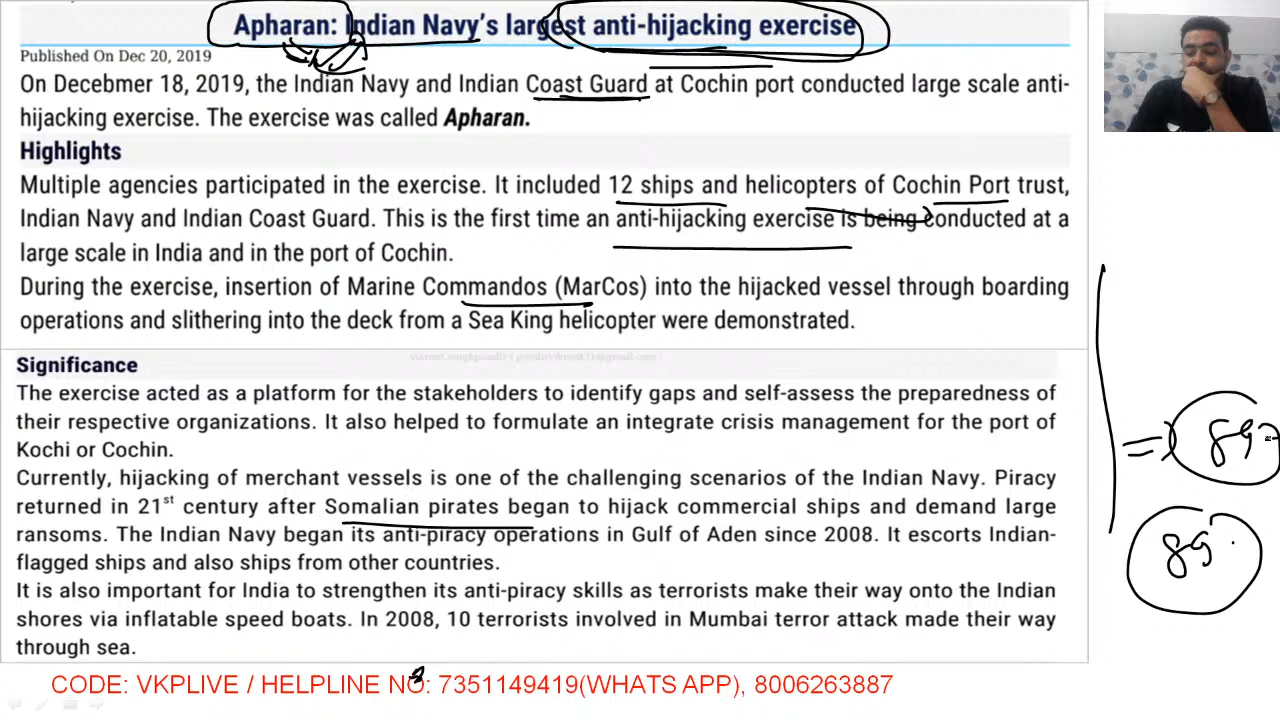 Apharan: Indian Navy's largest anti-hijacking exercise
Published On Dec 20, 2019
On Decebmer 18, 2019, the Indian Navy and Indian Coast Guard at Cochin port conducted large scale anti-
hijacking exercise. The exercise was called Apharan.
Highlights
Multiple agencies participated in the exercise. It included 12 ships and helicopters of Cochin Port trust,
Indian Navy and Indian Coast Guard. This is the first time an anti-hijacking exercise is being conducted at a
large scale in India and in the port of Cochin.
During the exercise, insertion of Marine Commandos (MarCos) into the hijacked vessel through boarding
operations and slithering into the deck from a Sea King helicopter were demonstrated.
Significance
The exercise acted as a platform for the stakeholders to identify gaps and self-assess the preparedness of
their respective organizations. It also helped to formulate an integrate crisis management for the port of
Kochi or Cochin.
Currently, hijacking of merchant vessels is one of the challenging scenarios of the Indian Navy. Piracy
returned in 21st century after Somalian pirates began to hijack commercial ships and demand large
ransoms. The Indian Navy began its anti-piracy operations in Gulf of Aden since 2008. It escorts Indian-
flagged ships and also ships from other countries.
It is also important for India to strengthen its anti-piracy skills as terrorists make their way onto the Indian
shores via inflatable speed boats. In 2008, 10 terrorists involved in Mumbai terror attack made their way
through sea.
= 89
89
CODE: VKPLIVE / HELPLINE NO: 7351149419(WHATS APP), 8006263887